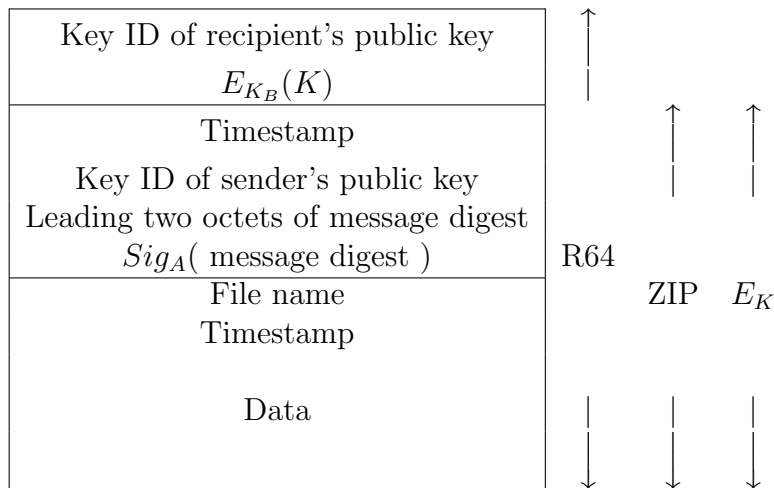 Key ID of recipient's public key
E_{K_B}(K)
Timestamp
Key ID of sender's public key
Leading two octets of message digest
Sig_A( message digest ) R64
File name ZIP E_K
Timestamp
Data